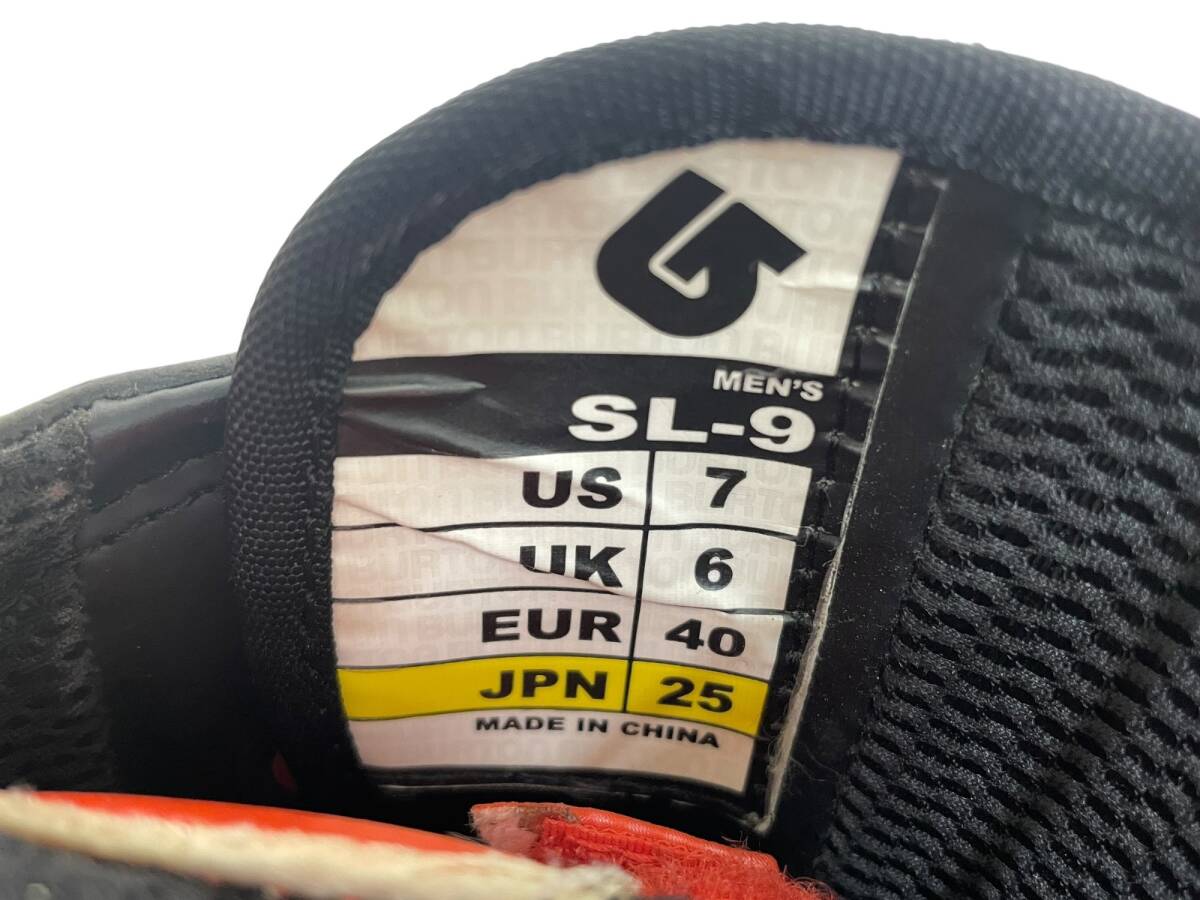 MEN'S
SL-9
US 7
UK 6
EUR 40
JPN 25
MADE IN CHINA